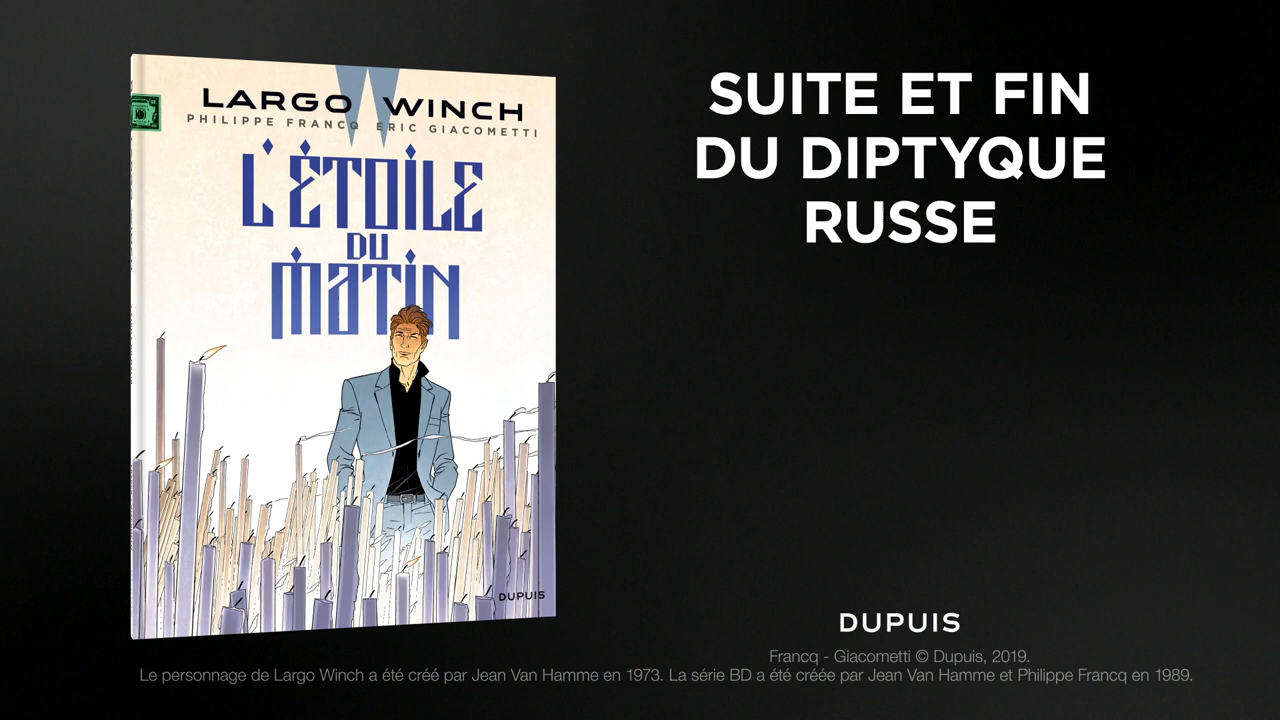 LARGO WINCH
PHILIPPE FRANCQ ERIC GIACOMETTI
L'ÉTOILE
DU
MATIN
DUPUIS
SUITE ET FIN
DU DIPTYQUE
RUSSE
DUPUIS
Francq - Giacometti © Dupuis, 2019.
Le personnage de Largo Winch a été créé par Jean Van Hamme en 1973. La série BD a été créée par Jean Van Hamme et Philippe Francq en 1989.